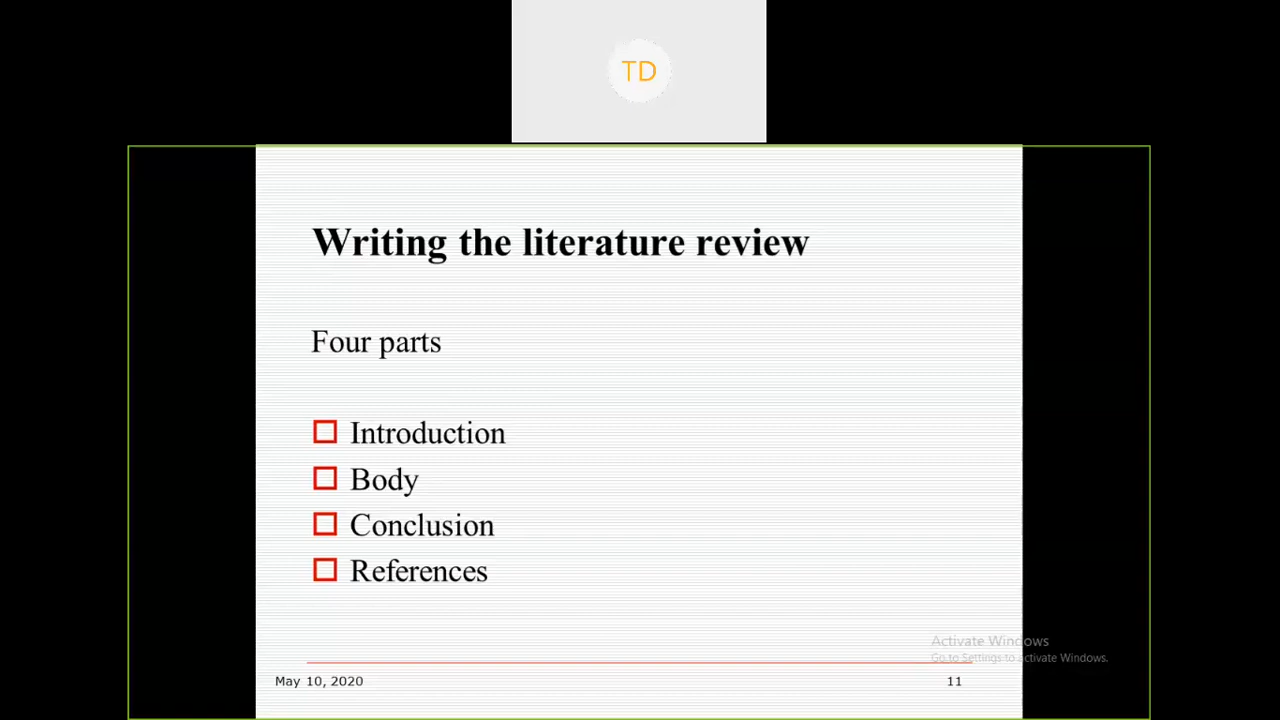 TD
Writing the literature review
Four parts
Introduction
Body
Conclusion
References
Activate Windows
Go to Settings to activate Windows.
May 10, 2020
11